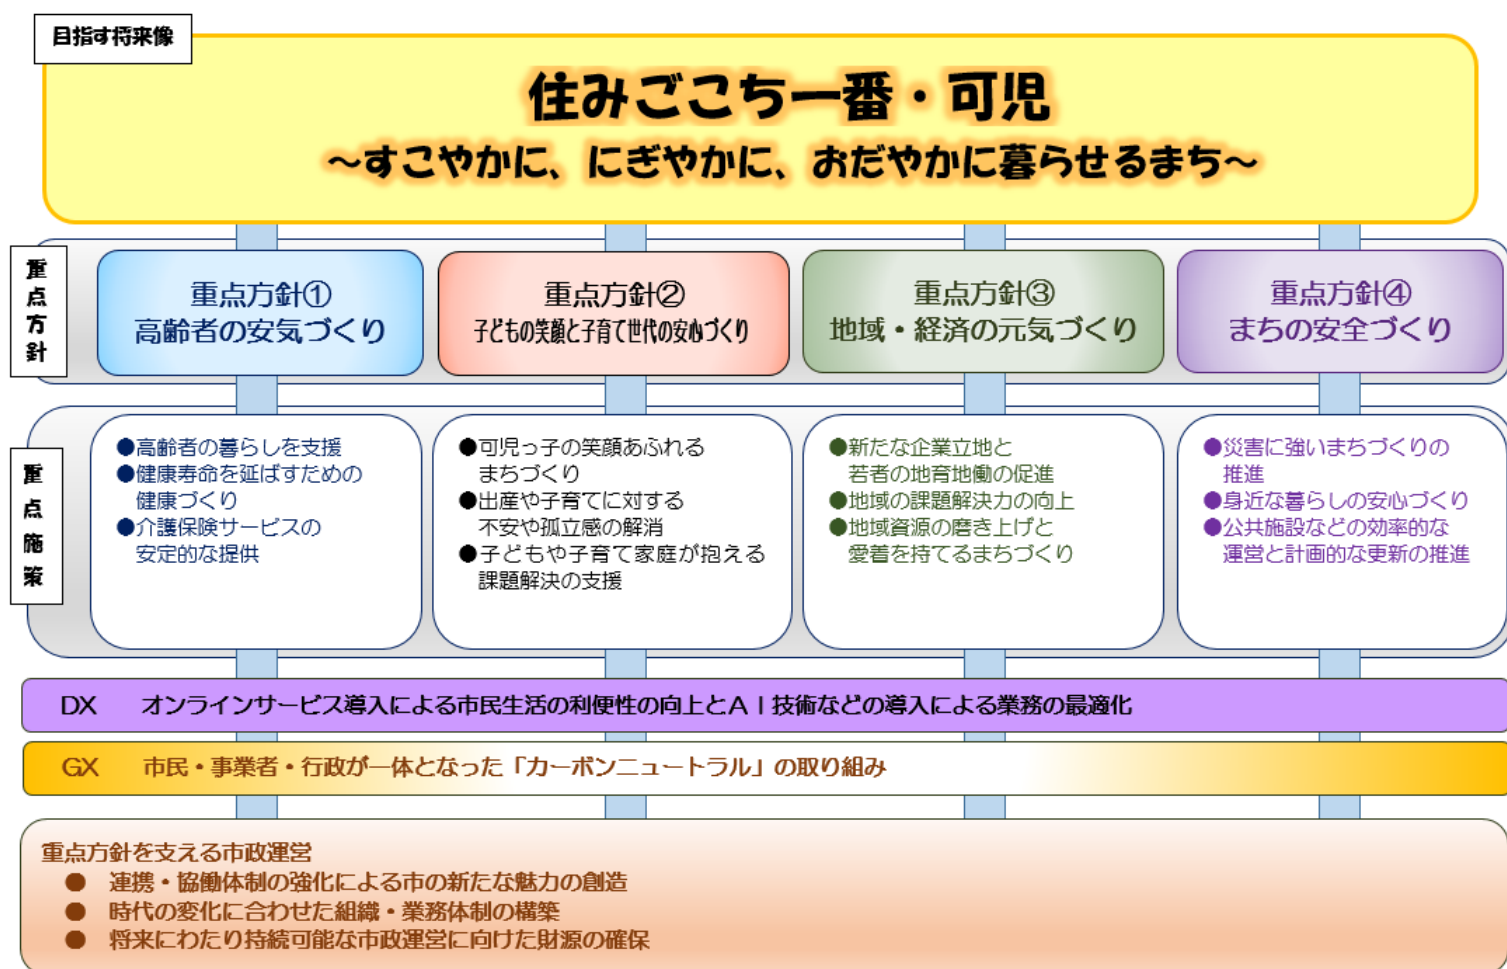 目指す将来像
住みごこち一番・可児
～すこやかに、にぎやかに、おだやかに暮らせるまち～
重点方針
重点方針①
高齢者の安気づくり
重点方針②
子どもの笑顔と子育て世代の安心づくり
重点方針③
地域・経済の元気づくり
重点方針④
まちの安全づくり
重点施策
●高齢者の暮らしを支援
●健康寿命を延ばすための
健康づくり
●介護保険サービスの
安定的な提供
●可児っ子の笑顔あふれる
まちづくり
●出産や子育てに対する
不安や孤立感の解消
●子どもや子育て家庭が抱える
課題解決の支援
●新たな企業立地と
若者の地育地働の促進
●地域の課題解決力の向上
●地域資源の磨き上げと
愛着を持てるまちづくり
●災害に強いまちづくりの
推進
●身近な暮らしの安心づくり
●公共施設などの効率的な
運営と計画的な更新の推進
DX　オンラインサービス導入による市民生活の利便性の向上とAI技術などの導入による業務の最適化
GX　市民・事業者・行政が一体となった「カーボンニュートラル」の取り組み
重点方針を支える市政運営
●　連携・協働体制の強化による市の新たな魅力の創造
●　時代の変化に合わせた組織・業務体制の構築
●　将来にわたり持続可能な市政運営に向けた財源の確保